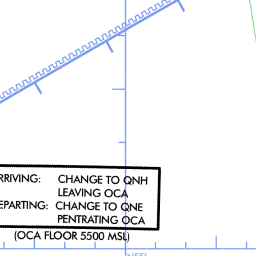 RRIVING: CHANGE TO QNH
LEAVING OCA
EPARTING: CHANGE TO QNE
PENTRATING OCA
(OCA FLOOR 5500 MSL)